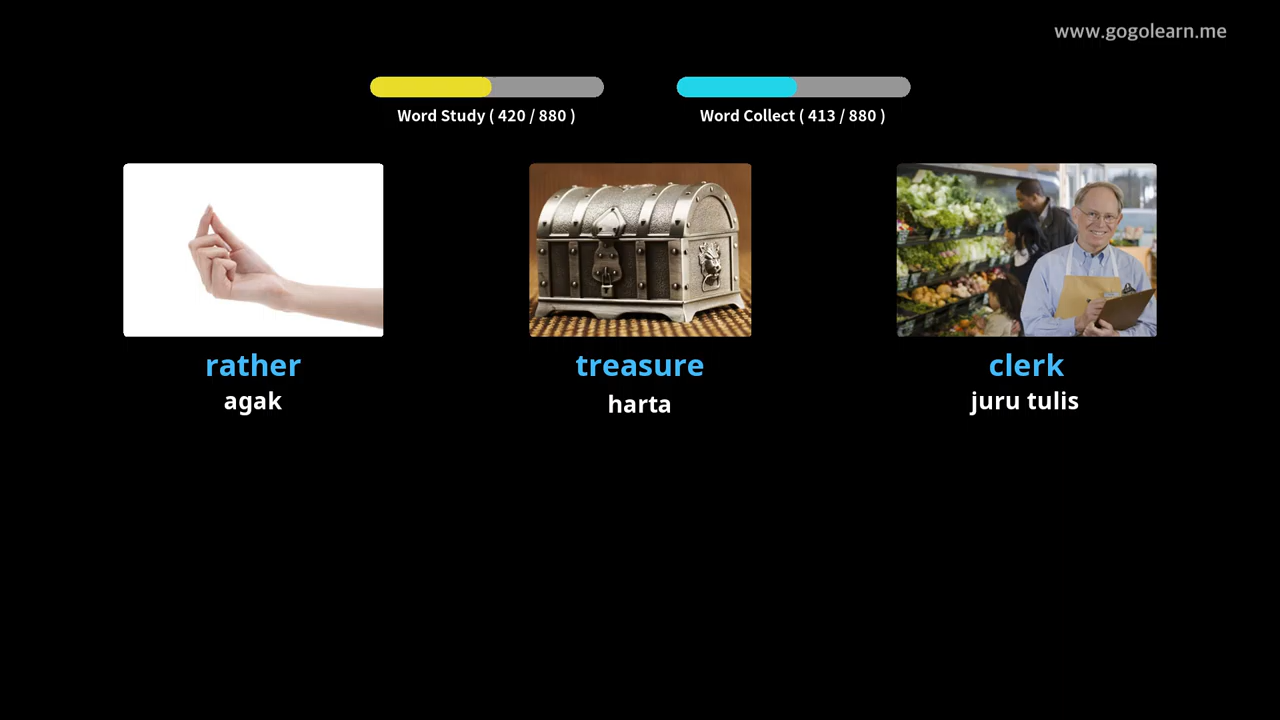 www.gogolearn.me
Word Study ( 420 / 880 )
Word Collect ( 413 / 880 )
rather
agak
treasure
harta
clerk
juru tulis